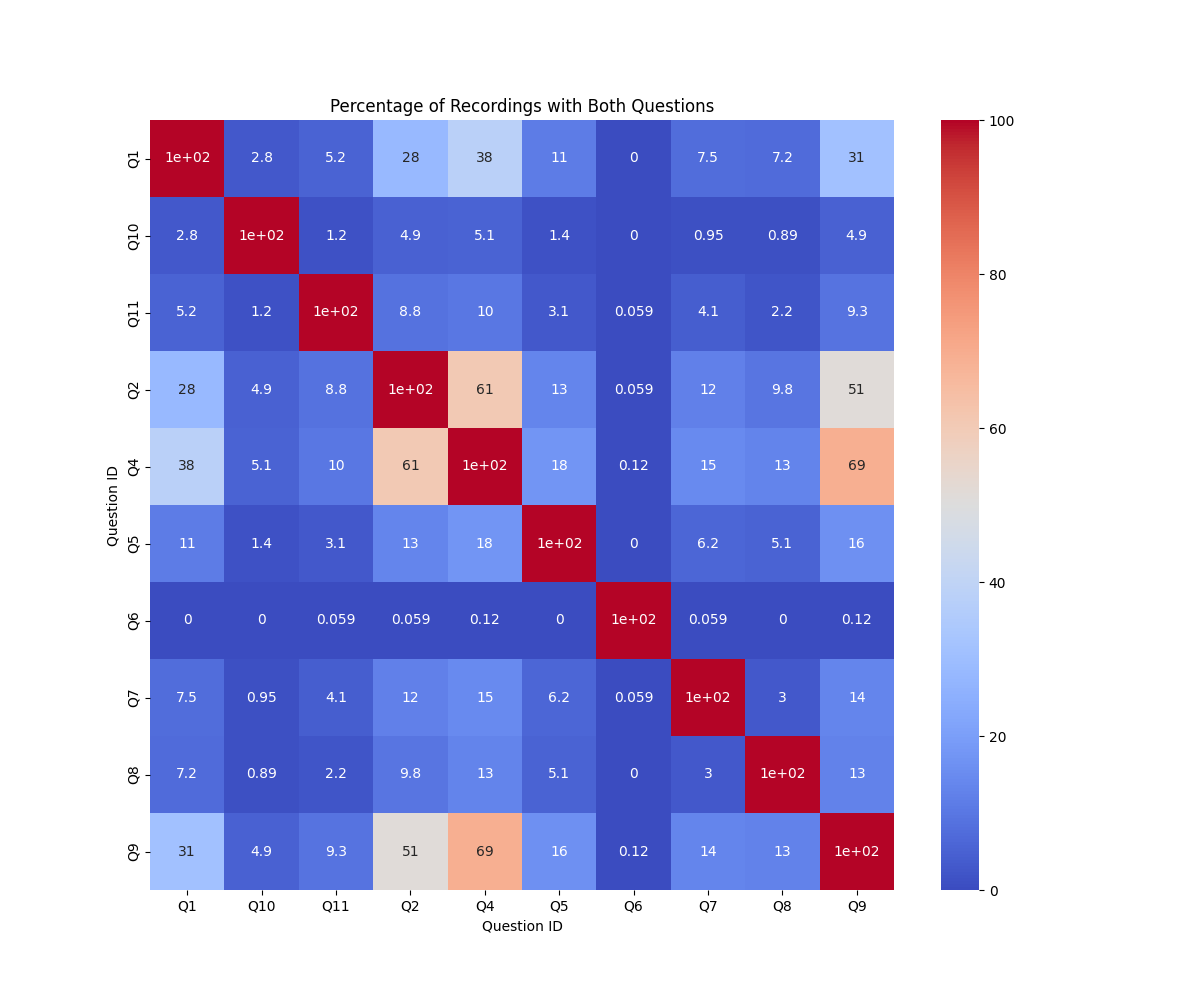 Percentage of Recordings with Both Questions
Q1 1e+02 2.8 5.2 28 38 11 0 7.5 7.2 31
Q10 2.8 1e+02 1.2 4.9 5.1 1.4 0 0.95 0.89 4.9
Q11 5.2 1.2 1e+02 8.8 10 3.1 0.059 4.1 2.2 9.3
Q2 28 4.9 8.8 1e+02 61 13 0.059 12 9.8 51
Q4 38 5.1 10 61 1e+02 18 0.12 15 13 69
Q5 11 1.4 3.1 13 18 1e+02 0 6.2 5.1 16
Q6 0 0 0.059 0.059 0.12 0 1e+02 0.059 0 0.12
Q7 7.5 0.95 4.1 12 15 6.2 0.059 1e+02 3 14
Q8 7.2 0.89 2.2 9.8 13 5.1 0 3 1e+02 13
Q9 31 4.9 9.3 51 69 16 0.12 14 13 1e+02
Q1 Q10 Q11 Q2 Q4 Q5 Q6 Q7 Q8 Q9
Question ID
Question ID
100
80
60
40
20
0